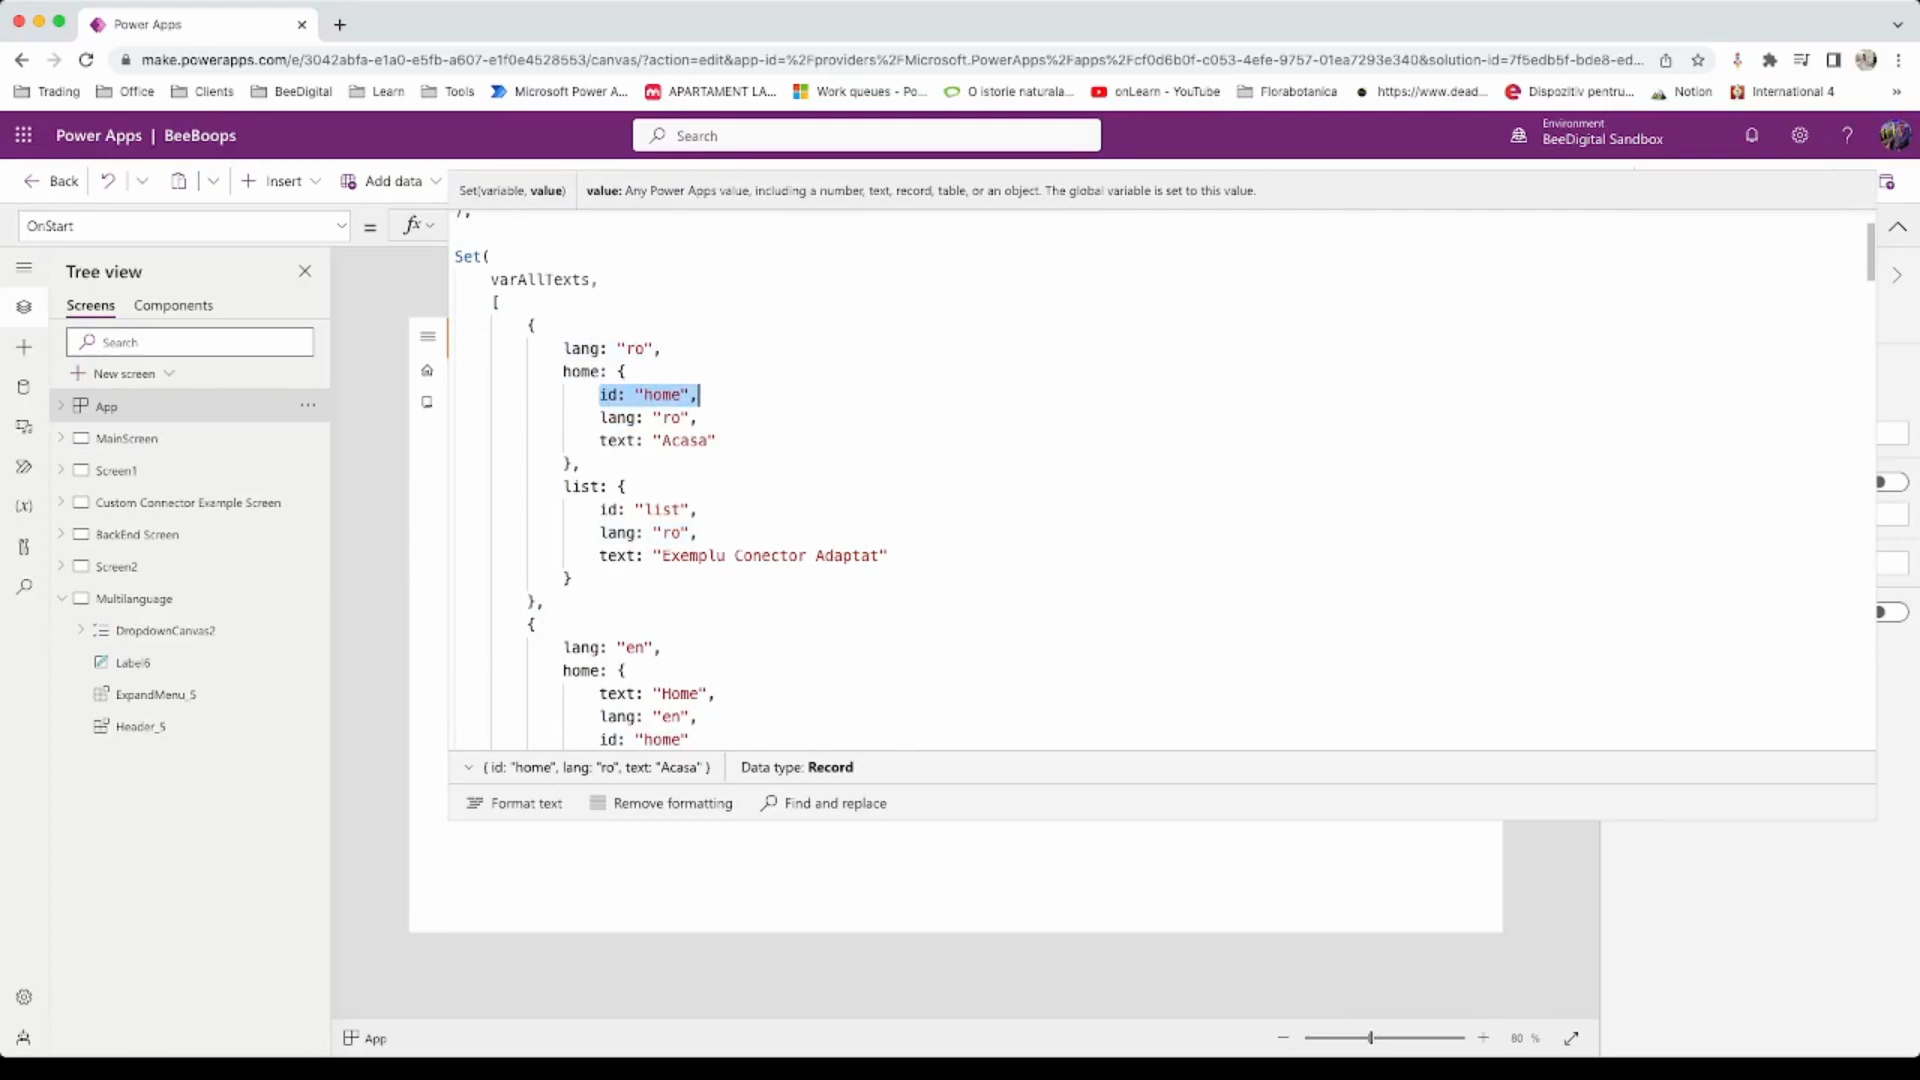 Power Apps
make.powerapps.com/e/3042abfa-e1a0-e5fb-a607-e1f0e4528553/canvas/?action=edit&app-id=%2Fproviders%2FMicrosoft.PowerApps%2Fapps%2Fcf0d6b0f-c053-4efe-9757-01ea7293e340&solution-id=7f5edb5f-bde8-ed...
Trading Office Clients BeeDigital Learn Tools Microsoft Power A... APARTAMENT LA... Work queues - Po... O istorie naturala... onLearn - YouTube Florabotanica https://www.dead... Dispozitiv pentru... Notion International 4 »
Power Apps | BeeBoops
Search
Environment
BeeDigital Sandbox
Back
Insert
Add data
Set(variable, value)
value: Any Power Apps value, including a number, text, record, table, or an object. The global variable is set to this value.
OnStart
= fx
),
Set(
varAllTexts,
[
{
lang: "ro",
home: {
id: "home",
lang: "ro",
text: "Acasa"
},
list: {
id: "list",
lang: "ro",
text: "Exemplu Conector Adaptat"
}
},
{
lang: "en",
home: {
text: "Home",
lang: "en",
id: "home"
{ id: "home", lang: "ro", text: "Acasa" }
Data type: Record
Format text
Remove formatting
Find and replace
Tree view
Screens
Components
Search
New screen
App
MainScreen
Screen1
Custom Connector Example Screen
BackEnd Screen
Screen2
Multilanguage
DropdownCanvas2
Label6
ExpandMenu_5
Header_5
(x)
App
80 %